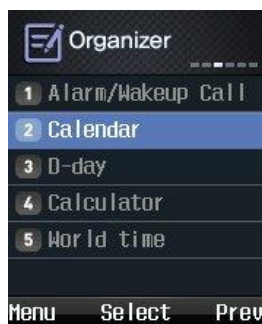 Organizer
1 Alarm/Wakeup Call
2 Calendar
3 D-day
4 Calculator
5 World time
Menu Select Prev